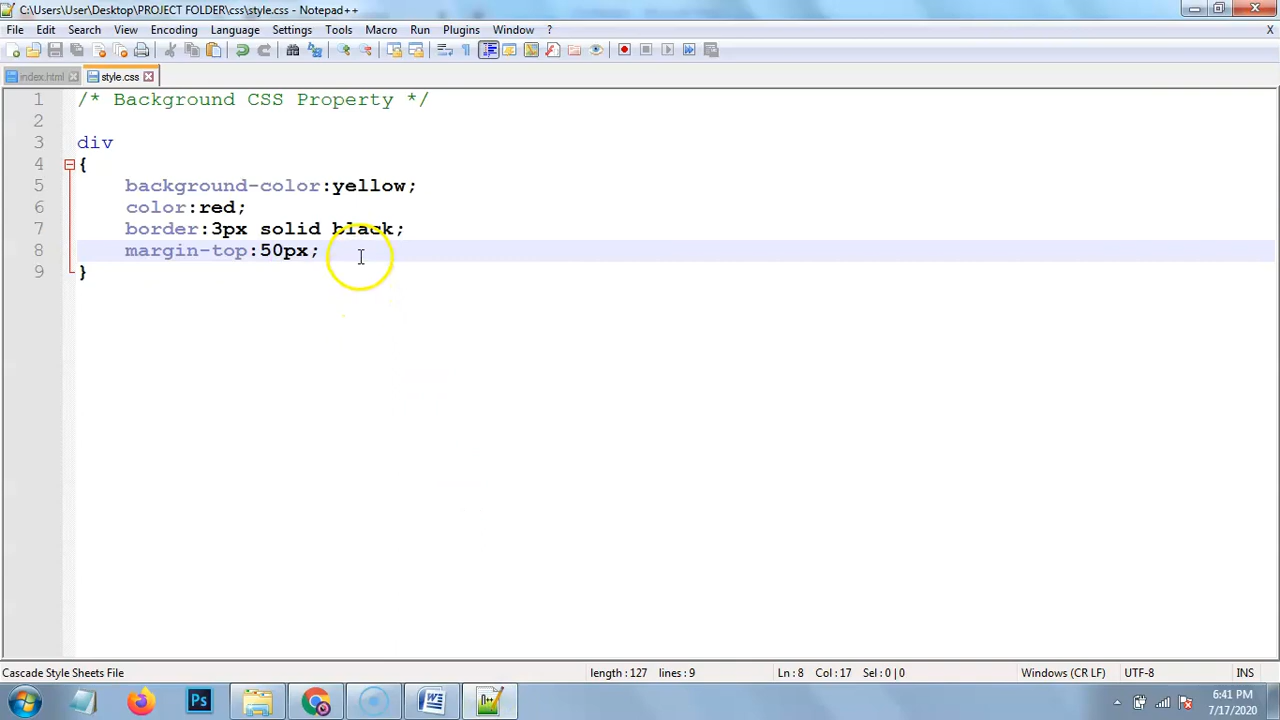 C:\Users\User\Desktop\PROJECT FOLDER\css\style.css - Notepad++
File Edit Search View Encoding Language Settings Tools Macro Run Plugins Window ? X
index.html style.css
1 /* Background CSS Property */
2
3 div
4 {
5 background-color:yellow;
6 color:red;
7 border:3px solid black;
8 margin-top:50px;
9 }
Cascade Style Sheets File length : 127 lines : 9 Ln : 8 Col : 17 Sel : 0 | 0 Windows (CR LF) UTF-8 INS
Ps 6:41 PM
7/17/2020